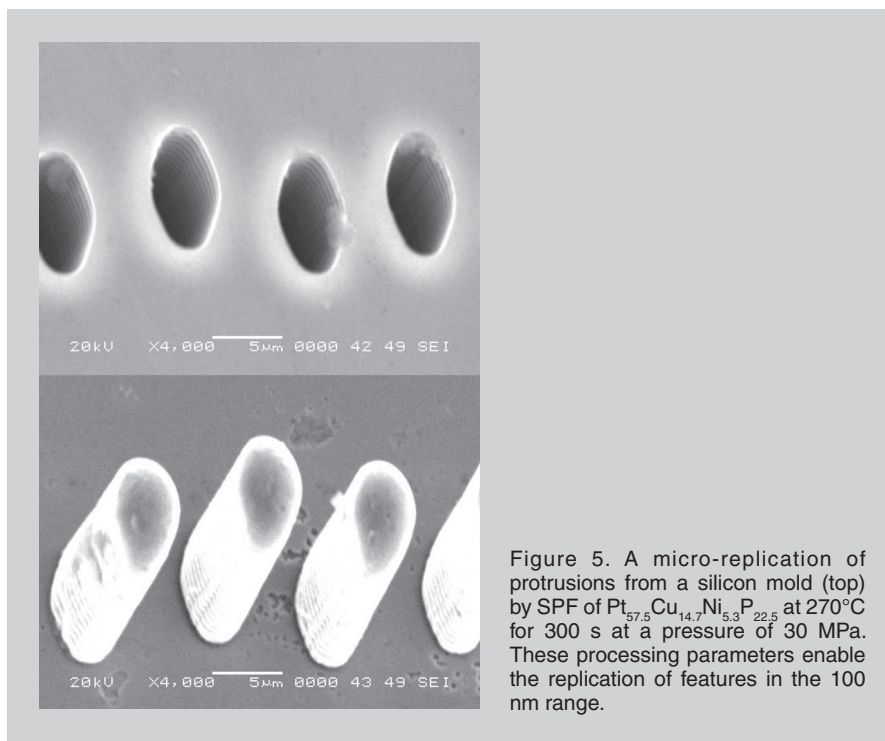 20kV X4,000 5μm 0000 42 49 SEI
20kV X4,000 5μm 0000 43 49 SEI
Figure 5. A micro-replication of
protrusions from a silicon mold (top)
by SPF of Pt57.5Cu14.7Ni5.3P22.5 at 270°C
for 300 s at a pressure of 30 MPa.
These processing parameters enable
the replication of features in the 100
nm range.